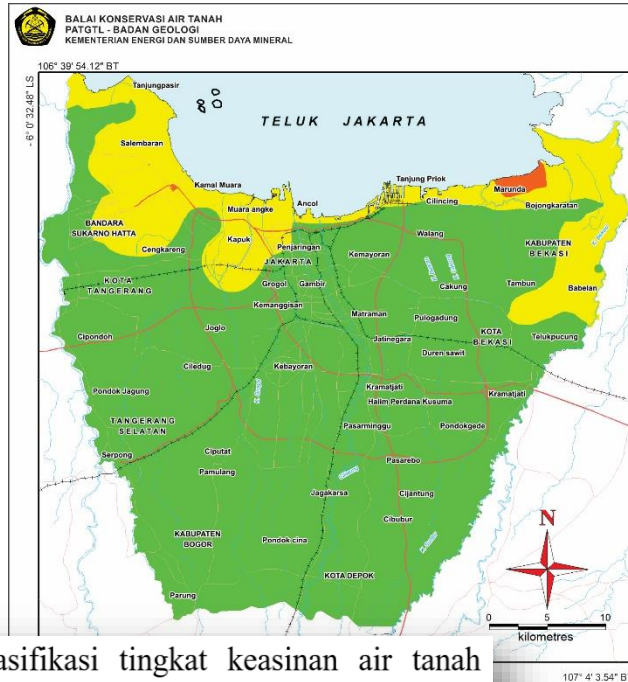 BALAI KONSERVASI AIR TANAH
PATGTL - BADAN GEOLOGI
KEMENTERIAN ENERGI DAN SUMBER DAYA MINERAL
106° 39' 54.12" BT
- 6° 0' 32.48" LS
Tanjungpasir
TELUK JAKARTA
Salembaran
Kamal Muara
Tanjung Priok
Muara angke
Ancol
Marunda
Cilincing
Bojongkaratan
BANDARA
SUKARNO HATTA
Cengkareng
Kapuk
Penjaringan
Walang
KABUPATEN
BEKASI
JAKARTA
Kemayoran
KOTA
TANGERANG
Grogol
Gambir
Cakung
Tambun
Babelan
Kemanggisan
Matraman
Pulogadung
Joglo
KOTA
BEKASI
Cipondoh
Jatinegara
Telukpucung
Duren sawit
Ciledug
Kebayoran
Pondok Jagung
Kramatjati
Kramatjati
Halim Perdana Kusuma
TANGERANG
SELATAN
Pasarminggu
Pondokgede
Serpong
Ciputat
Pasarebo
Pamulang
Jagakarsa
Cijantung
Cibubur
KABUPATEN
BOGOR
Pondok cina
KOTA DEPOK
Parung
N
0 5 10
kilometres
asifikasi tingkat keasinan air tanah
107° 4' 3.54" BT